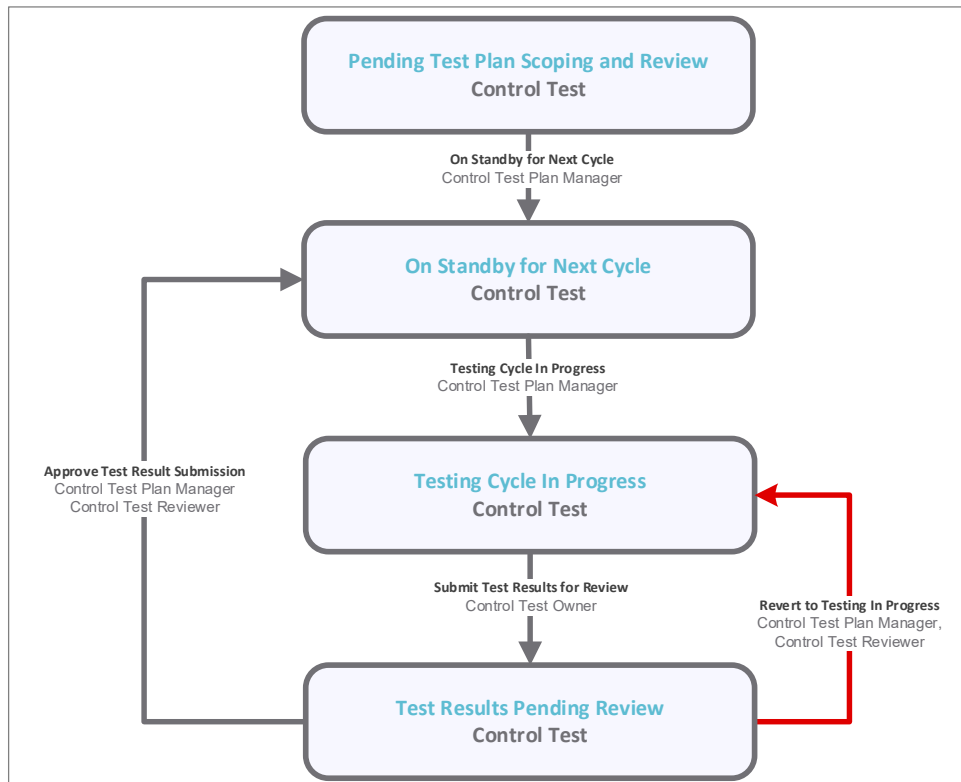 Pending Test Plan Scoping and Review
Control Test
On Standby for Next Cycle
Control Test Plan Manager
On Standby for Next Cycle
Control Test
Testing Cycle In Progress
Control Test Plan Manager
Approve Test Result Submission
Control Test Plan Manager
Control Test Reviewer
Testing Cycle In Progress
Control Test
Submit Test Results for Review
Control Test Owner
Revert to Testing In Progress
Control Test Plan Manager,
Control Test Reviewer
Test Results Pending Review
Control Test